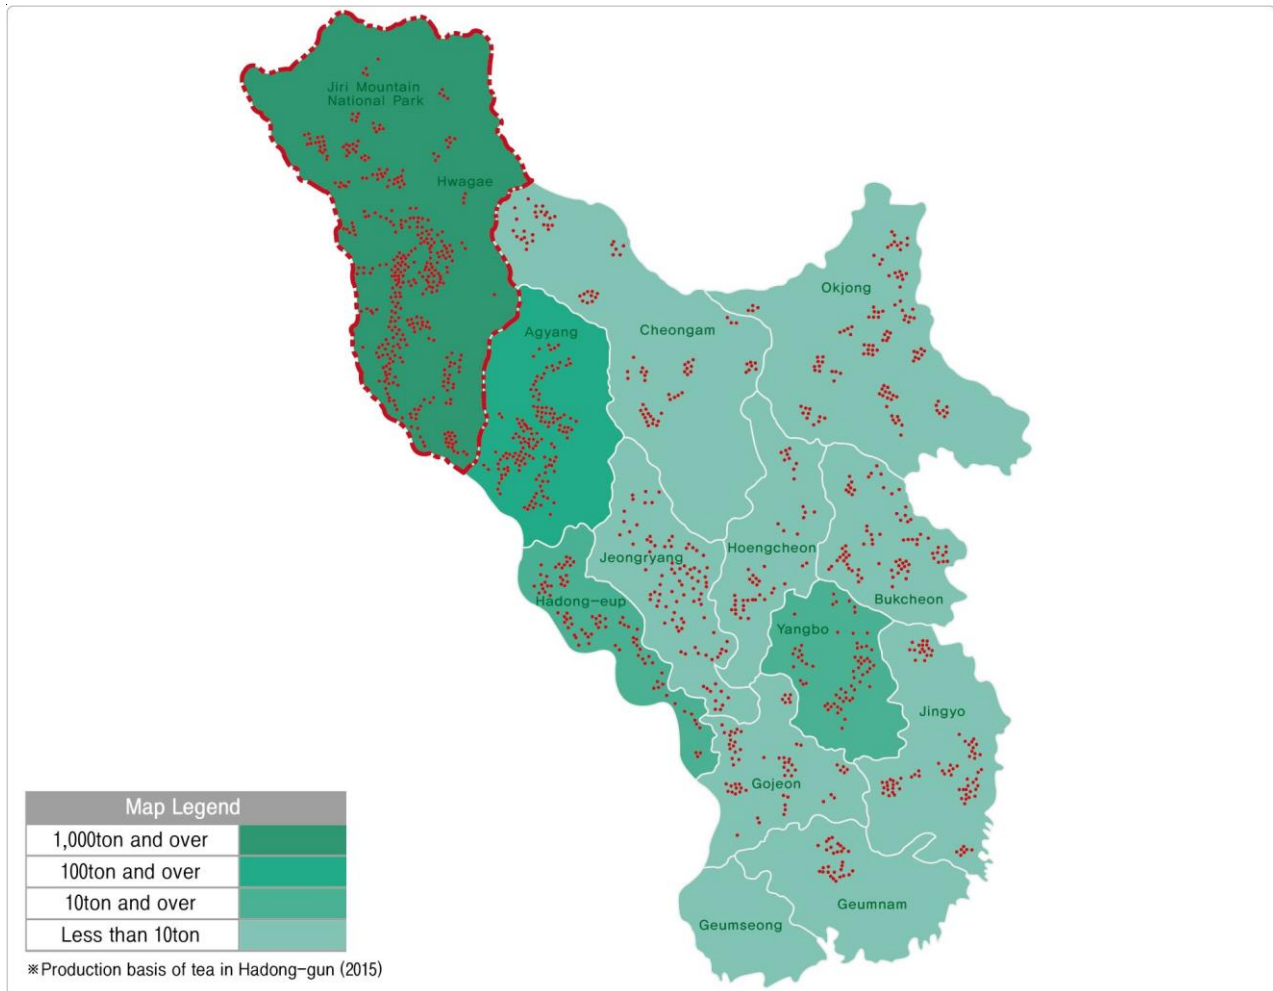 Jiri Mountain
National Park
Hwagae
Okjong
Agyang
Cheongam
Jeongryang
Hoengcheon
Hadong-eup
Bukcheon
Yangbo
Jingyo
Gojeon
Geumnam
Geumseong
Map Legend
1,000ton and over
100ton and over
10ton and over
Less than 10ton
※Production basis of tea in Hadong-gun (2015)